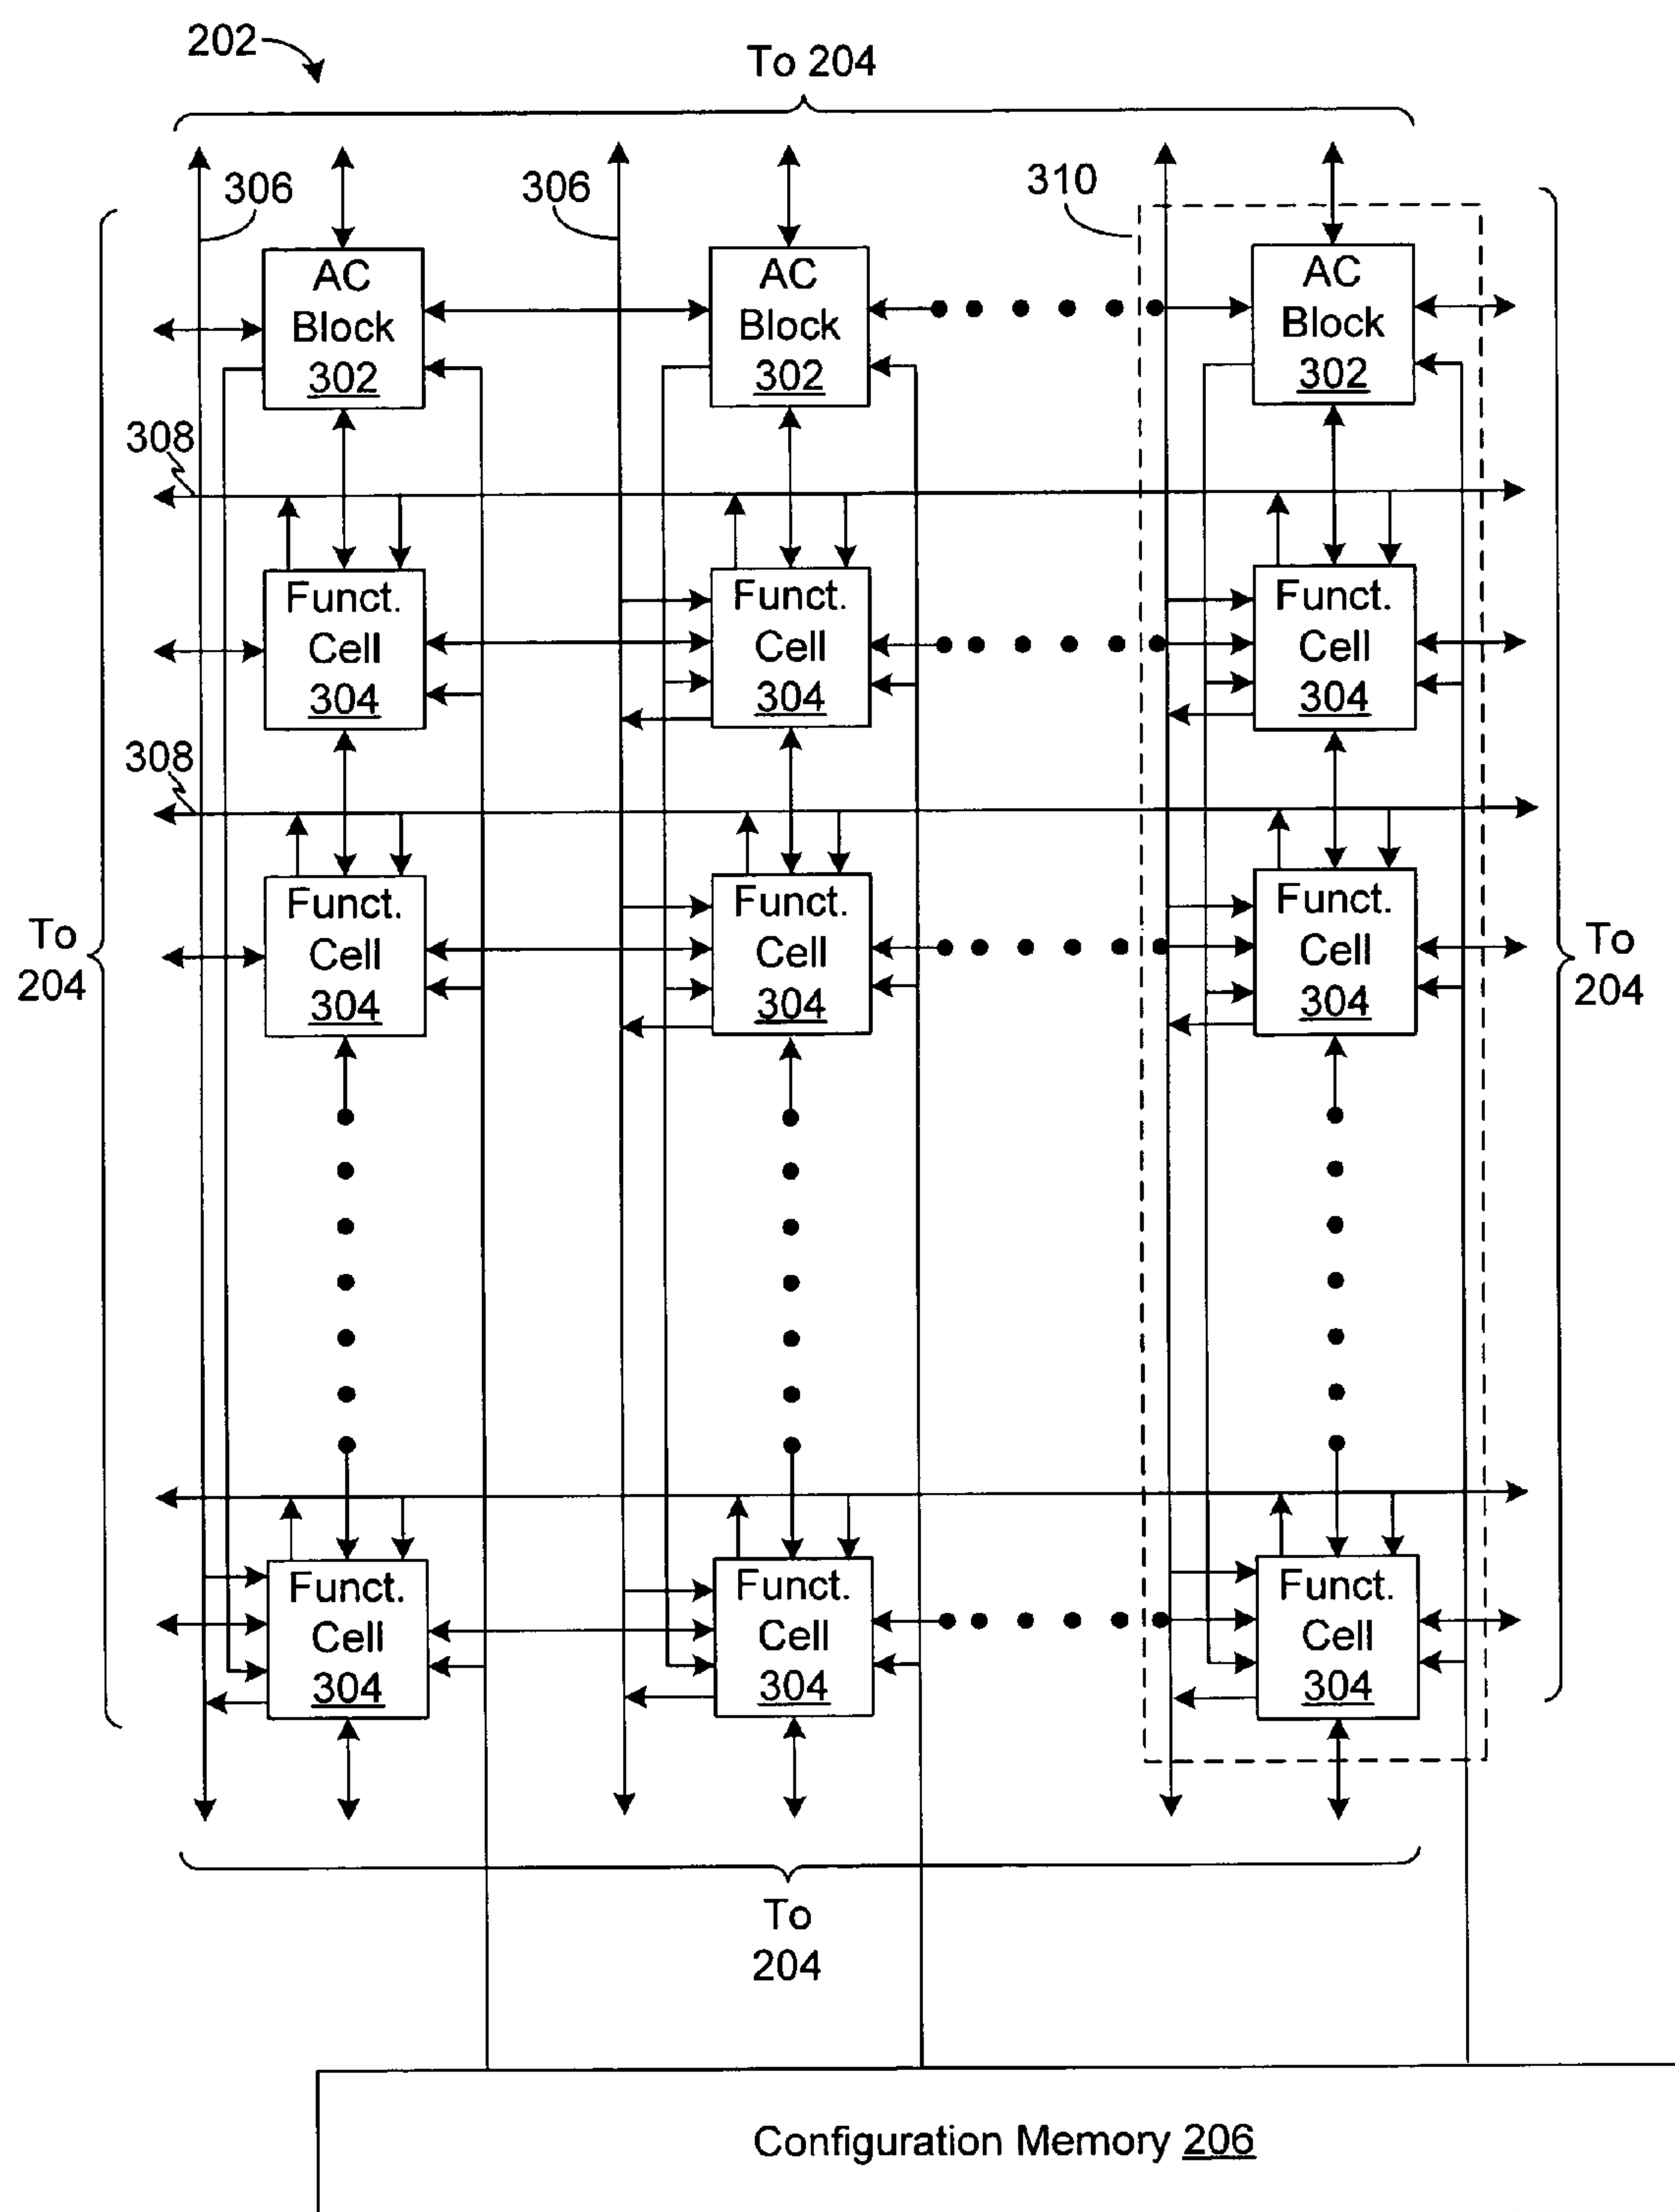 202
To 204
306
306
310
AC
Block
302
AC
Block
302
AC
Block
302
308
Funct.
Cell
304
Funct.
Cell
304
Funct.
Cell
304
308
To
204
Funct.
Cell
304
Funct.
Cell
304
Funct.
Cell
304
To
204
Funct.
Cell
304
Funct.
Cell
304
Funct.
Cell
304
To
204
Configuration Memory 206